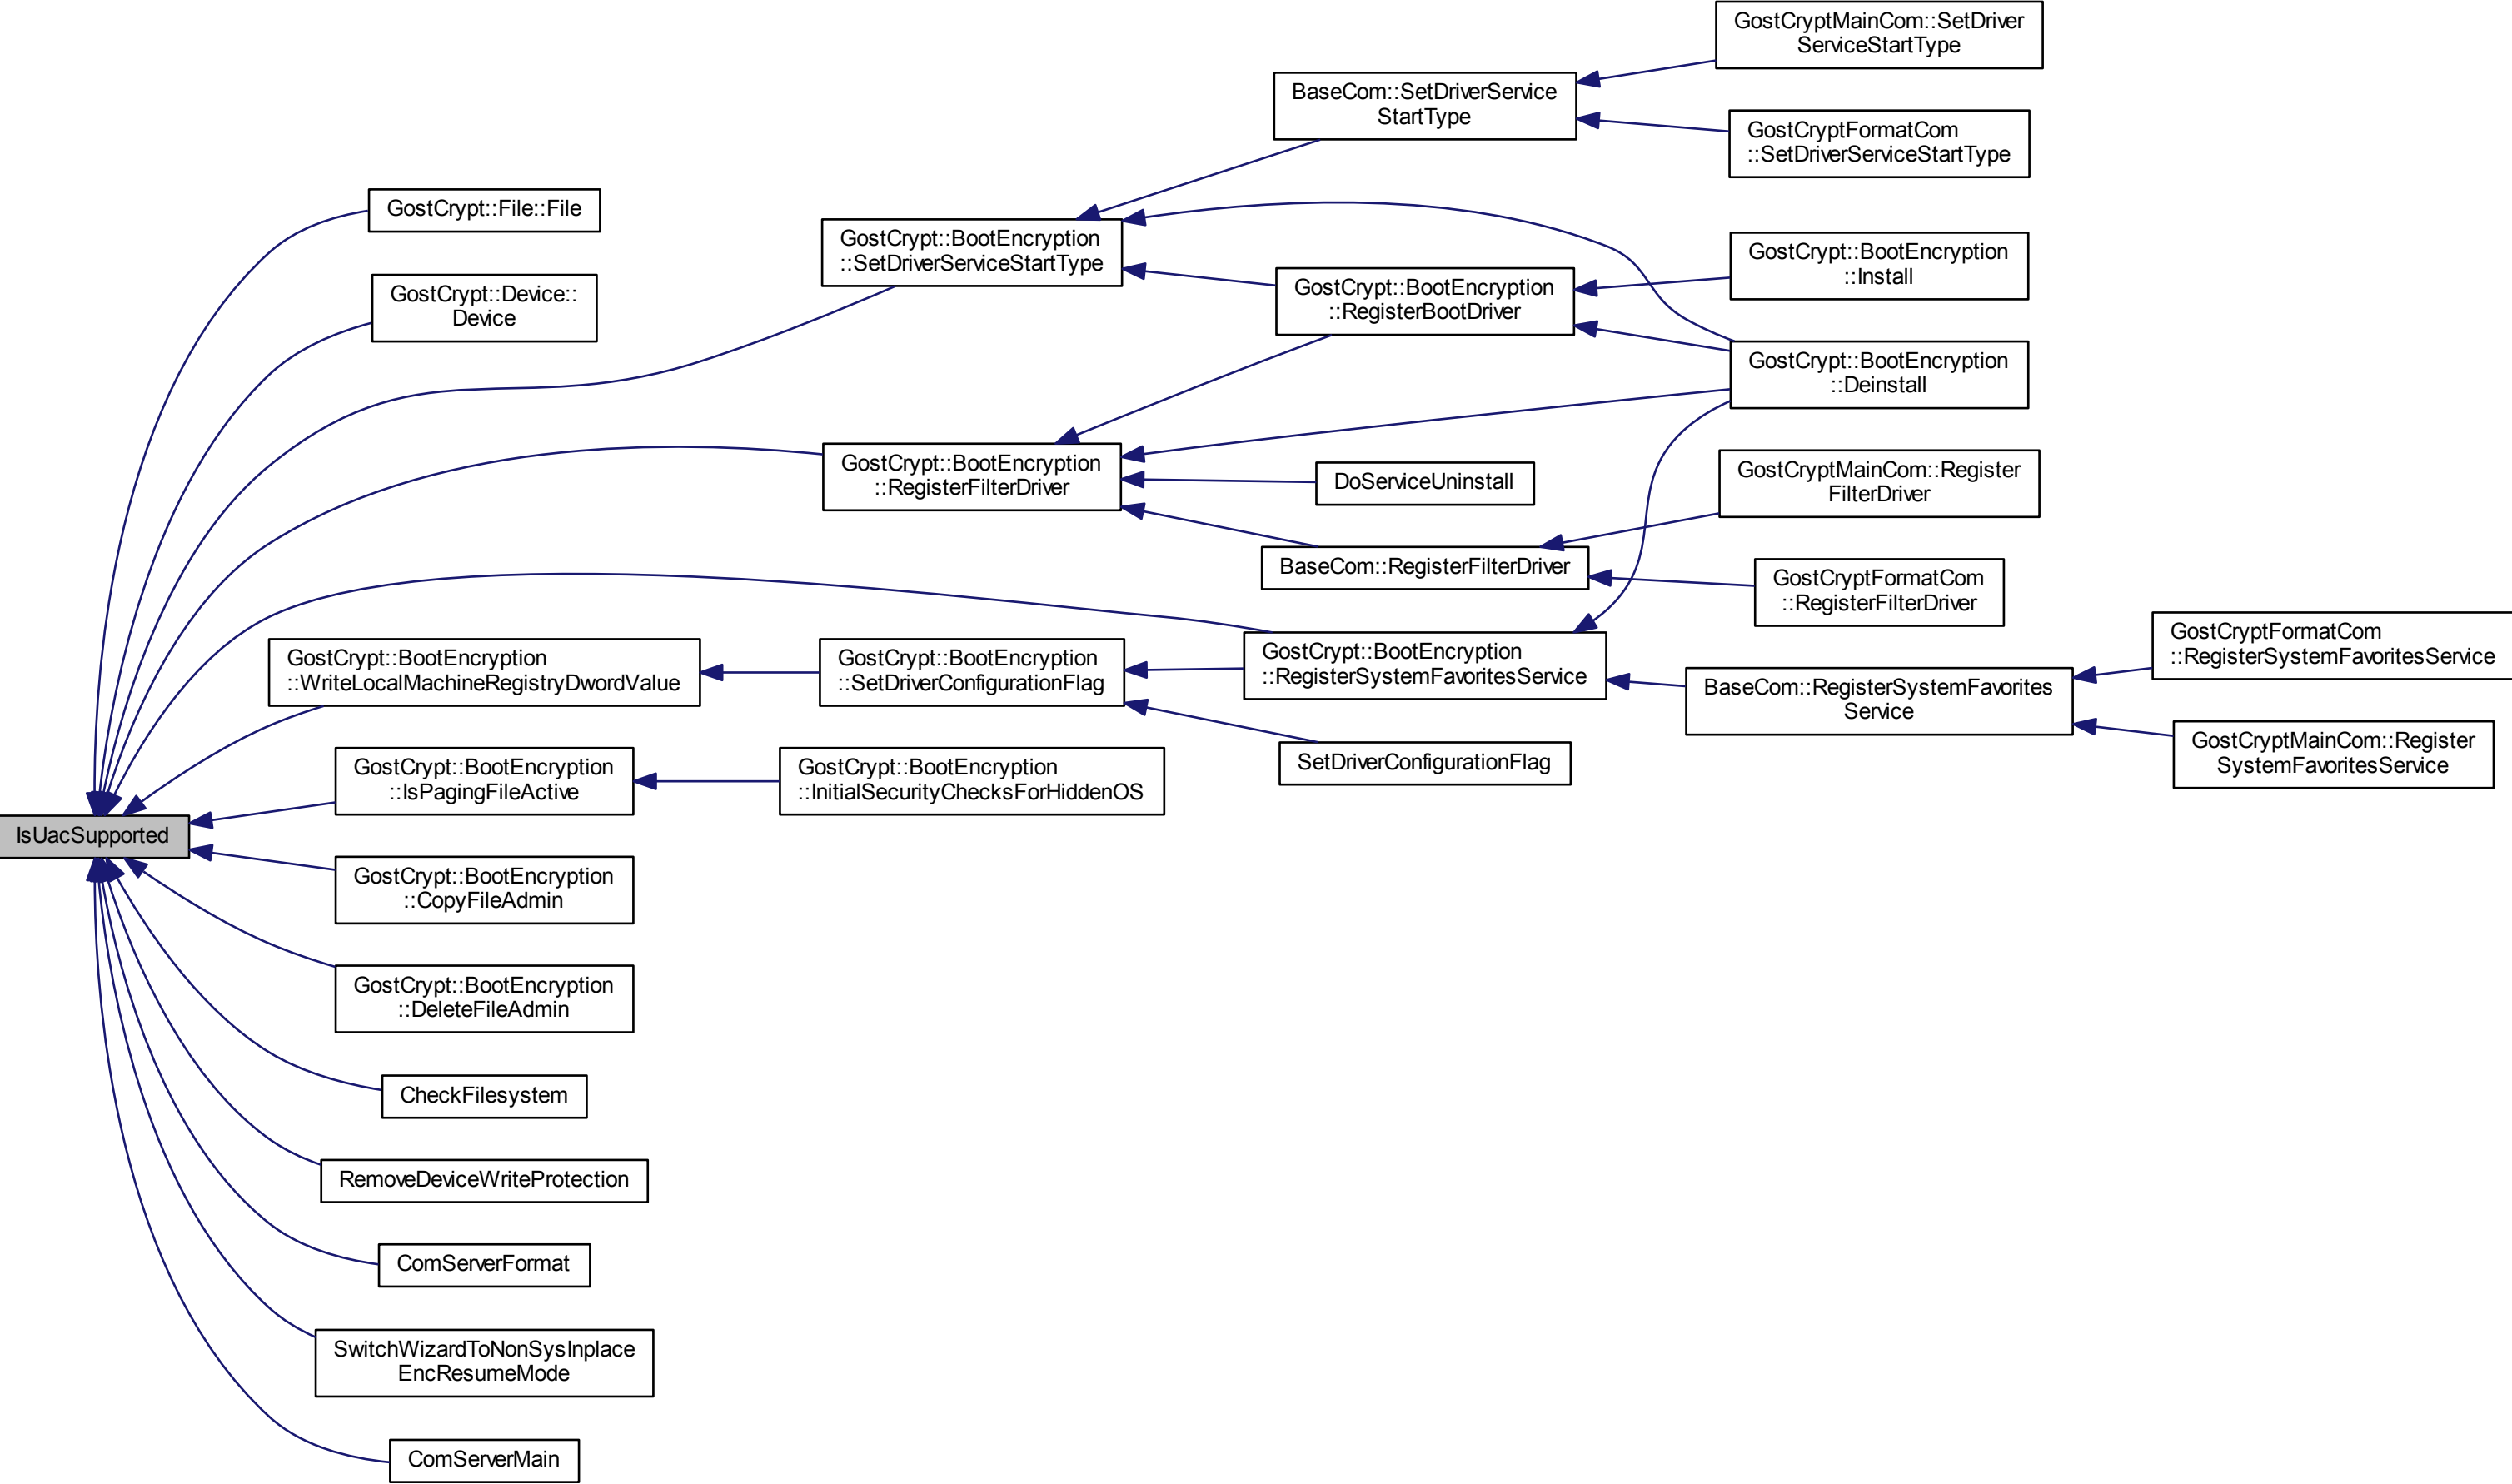 IsUacSupported
GostCrypt::File::File
GostCrypt::Device::
Device
GostCrypt::BootEncryption
::SetDriverServiceStartType
BaseCom::SetDriverService
StartType
GostCryptMainCom::SetDriver
ServiceStartType
GostCryptFormatCom
::SetDriverServiceStartType
GostCrypt::BootEncryption
::RegisterBootDriver
GostCrypt::BootEncryption
::Install
GostCrypt::BootEncryption
::Deinstall
GostCrypt::BootEncryption
::RegisterFilterDriver
DoServiceUninstall
BaseCom::RegisterFilterDriver
GostCryptMainCom::Register
FilterDriver
GostCryptFormatCom
::RegisterFilterDriver
GostCrypt::BootEncryption
::WriteLocalMachineRegistryDwordValue
GostCrypt::BootEncryption
::SetDriverConfigurationFlag
GostCrypt::BootEncryption
::RegisterSystemFavoritesService
BaseCom::RegisterSystemFavorites
Service
GostCryptFormatCom
::RegisterSystemFavoritesService
GostCryptMainCom::Register
SystemFavoritesService
SetDriverConfigurationFlag
GostCrypt::BootEncryption
::IsPagingFileActive
GostCrypt::BootEncryption
::InitialSecurityChecksForHiddenOS
GostCrypt::BootEncryption
::CopyFileAdmin
GostCrypt::BootEncryption
::DeleteFileAdmin
CheckFilesystem
RemoveDeviceWriteProtection
ComServerFormat
SwitchWizardToNonSysInplace
EncResumeMode
ComServerMain